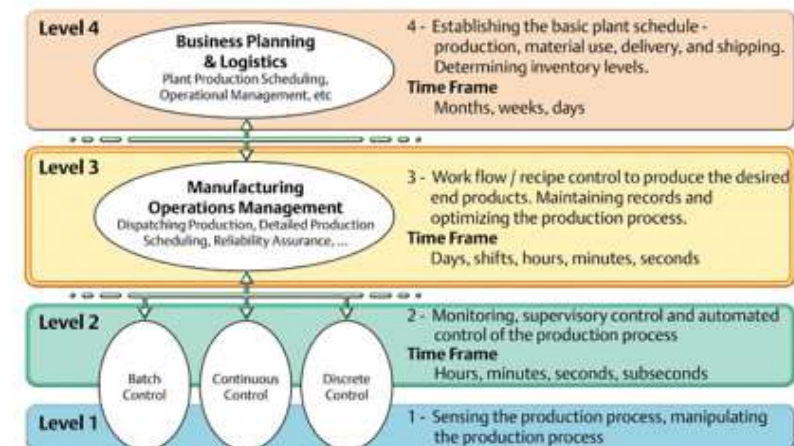 Level 4
Business Planning
& Logistics
Plant Production Scheduling,
Operational Management, etc
4 - Establishing the basic plant schedule -
production, material use, delivery, and shipping.
Determining inventory levels.
Time Frame
Months, weeks, days
Level 3
Manufacturing
Operations Management
Dispatching Production, Detailed Production
Scheduling, Reliability Assurance, ...
3 - Work flow / recipe control to produce the desired
end products. Maintaining records and
optimizing the production process.
Time Frame
Days, shifts, hours, minutes, seconds
Level 2
Batch
Control
Continuous
Control
Discrete
Control
2 - Monitoring, supervisory control and automated
control of the production process
Time Frame
Hours, minutes, seconds, subseconds
Level 1
1 - Sensing the production process, manipulating
the production process